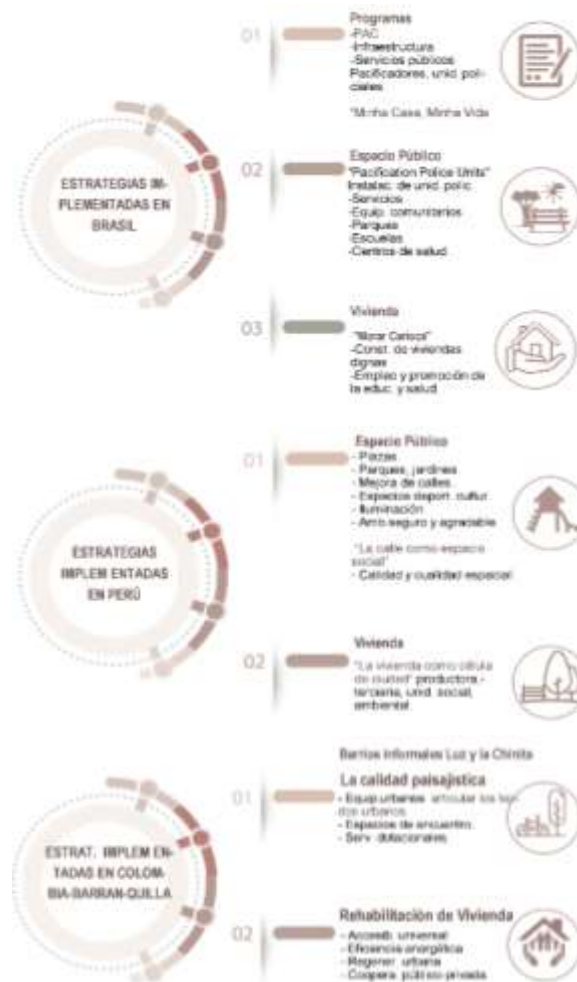 ESTRATEGIAS IM-
PLEMENTADAS EN
BRASIL
01
Programas
-PAC
-Infraestructura
-Servicios públicos
Pacificadores, unid. poli-
ciales
"Minha Casa, Minha Vida
02
Espacio Público
"Pacification Police Units"
Instalac. de unid. polic.
-Servicios
-Equip. comunitarios
-Parques
-Escuelas
-Centros de salud.
03
Vivienda
"Morar Carioca"
-Const. de viviendas
dignas
-Empleo y promoción de
la educ. y salud.
ESTRATEGIAS
IMPLEM ENTADAS
EN PERÚ
01
Espacio Público
- Plazas.
- Parques, jardines
- Mejora de calles.
- Espacios deport. cultur.
- Iluminación
- Amb seguro y agradable
"La calle como espacio
social"
- Calidad y cualidad espacial
02
Vivienda
"La vivienda como célula
de ciudad" productora -
terciaria, unid. social,
ambiental.
ESTRAT. IMPLEM EN-
TADAS EN COLOM-
BIA-BARRAN-QUILLA
Barrios Informales Luz y la Chinita
01
La calidad paisajística
- Equip urbanos articular los teji-
dos urbanos.
- Espacios de encuentro.
- Serv. dotacionales.
02
Rehabilitación de Vivienda
- Accesib. universal
- Eficiencia energética
- Regener. urbana
- Coopera. público-privada